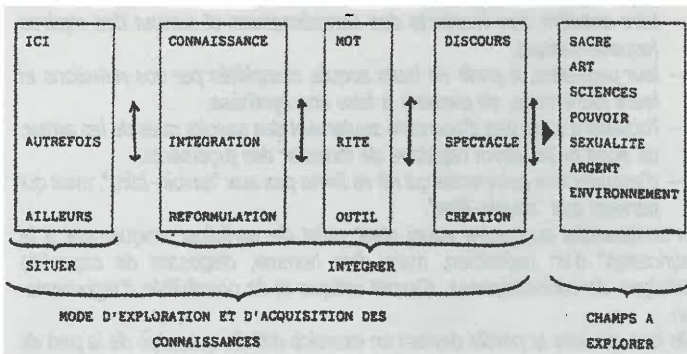 ICI
AUTREFOIS
AILLEURS
CONNAISSANCE
INTEGRATION
REFORMULATION
MOT
RITE
OUTIL
DISCOURS
SPECTACLE
CREATION
SACRE
ART
SCIENCES
POUVOIR
SEXUALITE
ARGENT
ENVIRONNEMENT
SITUER
INTEGRER
MODE D'EXPLORATION ET D'ACQUISITION DES
CONNAISSANCES
CHAMPS A
EXPLORER